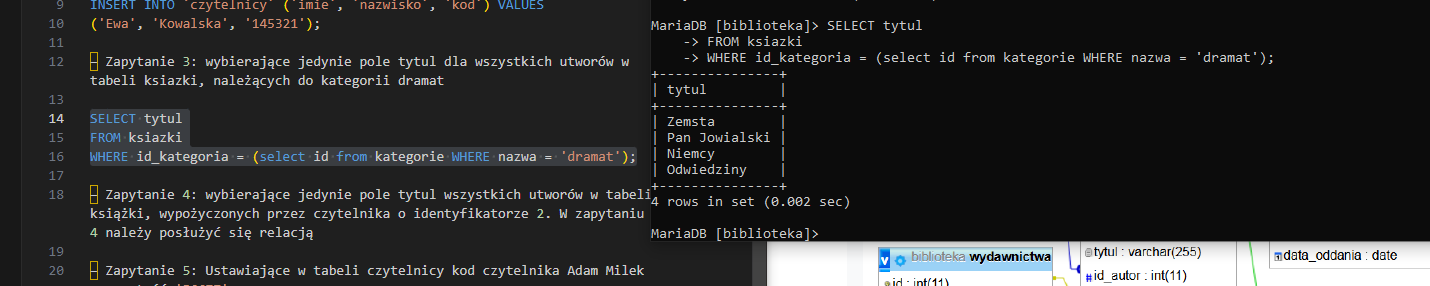 9 INSERT INTO `czytelnicy` (`imie`, `nazwisko`, `kod`) VALUES
10 ('Ewa', 'Kowalska', '145321');
11
12 – Zapytanie 3: wybierające jedynie pole tytul dla wszystkich utworów w
tabeli ksiazki, należących do kategorii dramat
13
14 SELECT tytul
15 FROM ksiazki
16 WHERE id_kategoria = (select id from kategorie WHERE nazwa = 'dramat');
17
18 – Zapytanie 4: wybierające jedynie pole tytul wszystkich utworów w tabeli
książki, wypożyczonych przez czytelnika o identyfikatorze 2. W zapytaniu
4 należy posłużyć się relacją
19
20 – Zapytanie 5: Ustawiające w tabeli czytelnicy kod czytelnika Adam Milek
MariaDB [biblioteka]> SELECT tytul
-> FROM ksiazki
-> WHERE id_kategoria = (select id from kategorie WHERE nazwa = 'dramat');
+---------------+
| tytul |
+---------------+
| Zemsta |
| Pan Jowialski |
| Niemcy |
| Odwiedziny |
+---------------+
4 rows in set (0.002 sec)
MariaDB [biblioteka]>
v biblioteka wydawnictwa
id : int(11)
tytul : varchar(255)
# id_autor : int(11)
data_oddania : date